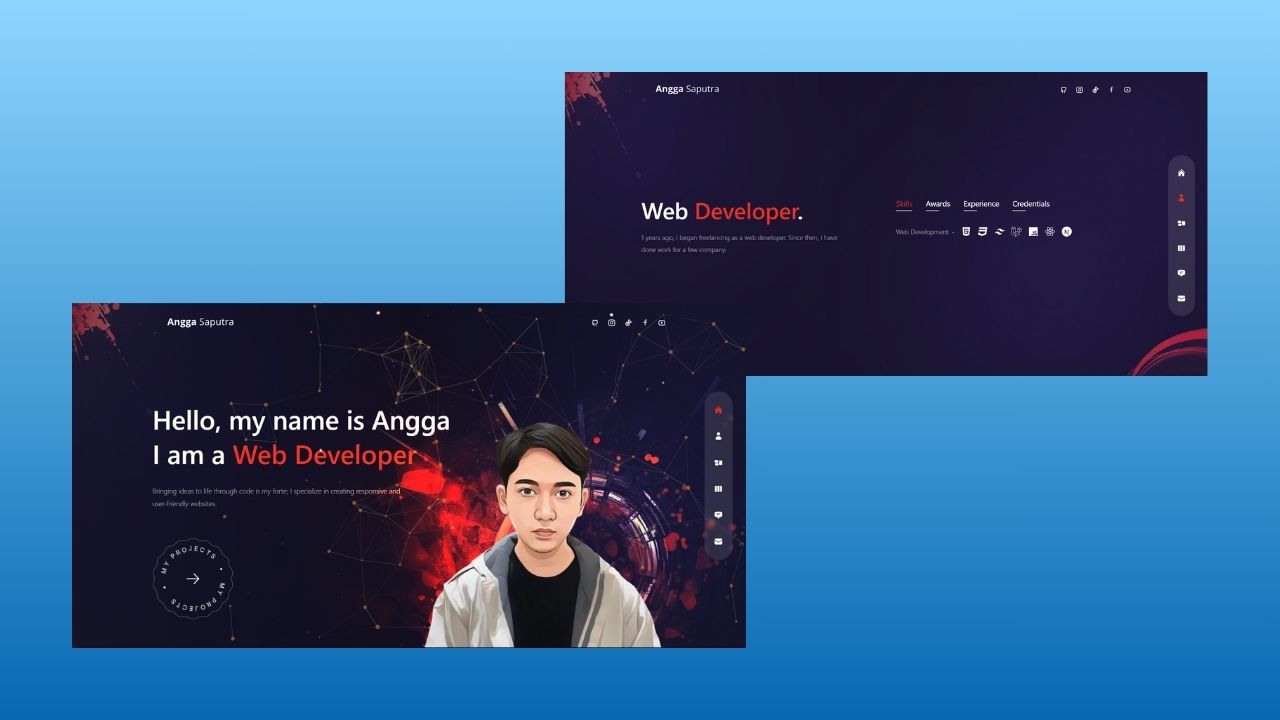 Angga Saputra
Web Developer.
1 years ago, I began freelancing as a web developer. Since then, i have
done work for a few company.
Skills Awards Experience Credentials
Web Development -
Angga Saputra
Hello, my name is Angga
I am a Web Developer
Bringing ideas to life through code is my forte; I specialize in creating responsive and
user-friendly websites.
MY PROJECTS • MY PROJECTS •